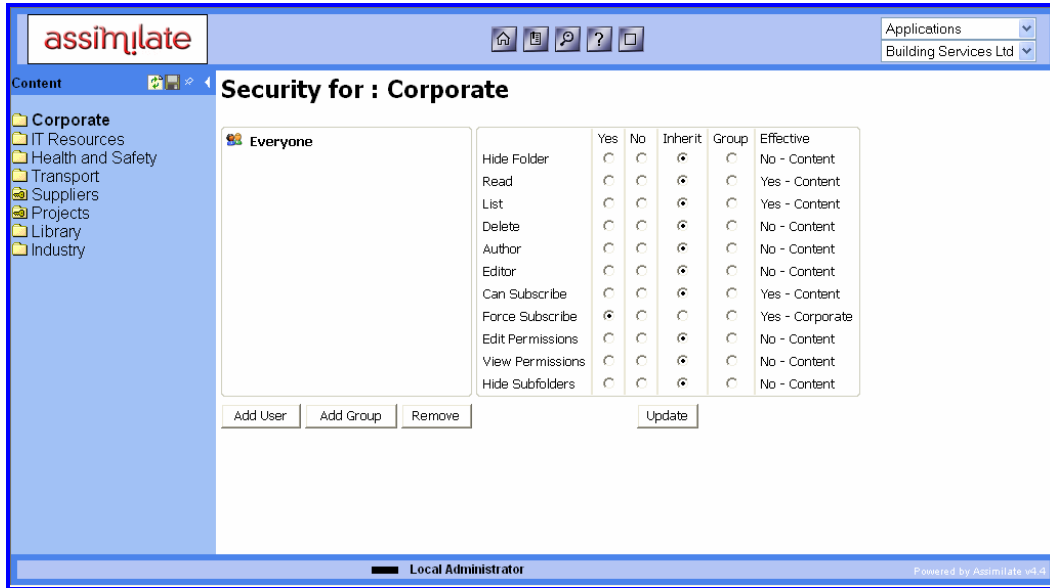 assimilate
?
Applications
Building Services Ltd
Content
Security for : Corporate
Corporate
IT Resources
Health and Safety
Transport
Suppliers
Projects
Library
Industry
Everyone
Yes No Inherit Group Effective
Hide Folder No - Content
Read Yes - Content
List Yes - Content
Delete No - Content
Author No - Content
Editor No - Content
Can Subscribe Yes - Content
Force Subscribe Yes - Corporate
Edit Permissions No - Content
View Permissions No - Content
Hide Subfolders No - Content
Add User Add Group Remove Update
Local Administrator
Powered by Assimilate v4.4